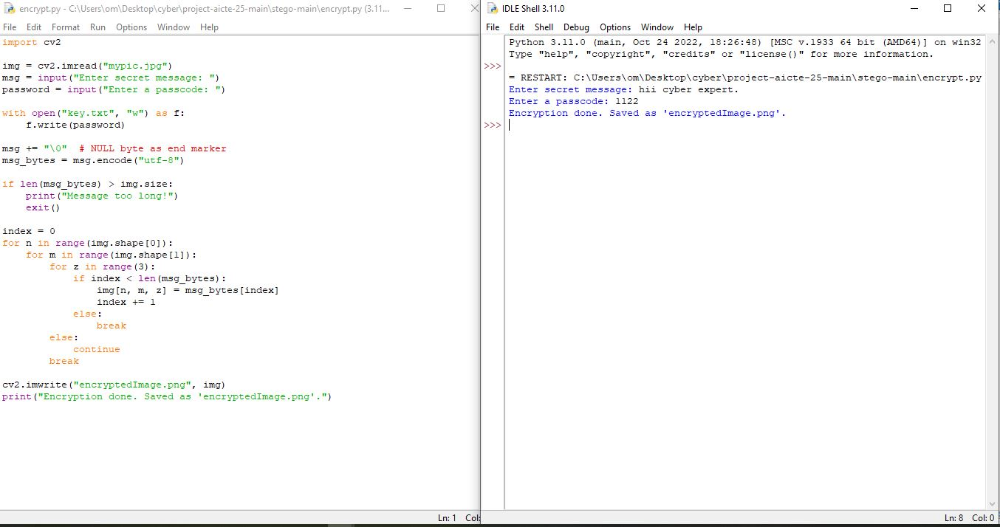 encrypt.py - C:\Users\om\Desktop\cyber\project-aicte-25-main\stego-main\encrypt.py (3.11...
File Edit Format Run Options Window Help
import cv2

img = cv2.imread("mypic.jpg")
msg = input("Enter secret message: ")
password = input("Enter a passcode: ")

with open("key.txt", "w") as f:
    f.write(password)

msg += "\0"  # NULL byte as end marker
msg_bytes = msg.encode("utf-8")

if len(msg_bytes) > img.size:
    print("Message too long!")
    exit()

index = 0
for n in range(img.shape[0]):
    for m in range(img.shape[1]):
        for z in range(3):
            if index < len(msg_bytes):
                img[n, m, z] = msg_bytes[index]
                index += 1
            else:
                break
        else:
            continue
        break

cv2.imwrite("encryptedImage.png", img)
print("Encryption done. Saved as 'encryptedImage.png'.")
Ln: 1 Col:
IDLE Shell 3.11.0
File Edit Shell Debug Options Window Help
Python 3.11.0 (main, Oct 24 2022, 18:26:48) [MSC v.1933 64 bit (AMD64)] on win32
Type "help", "copyright", "credits" or "license()" for more information.
>>>
= RESTART: C:\Users\om\Desktop\cyber\project-aicte-25-main\stego-main\encrypt.py
Enter secret message: hii cyber expert.
Enter a passcode: 1122
Encryption done. Saved as 'encryptedImage.png'.
>>>
Ln: 8 Col: 0